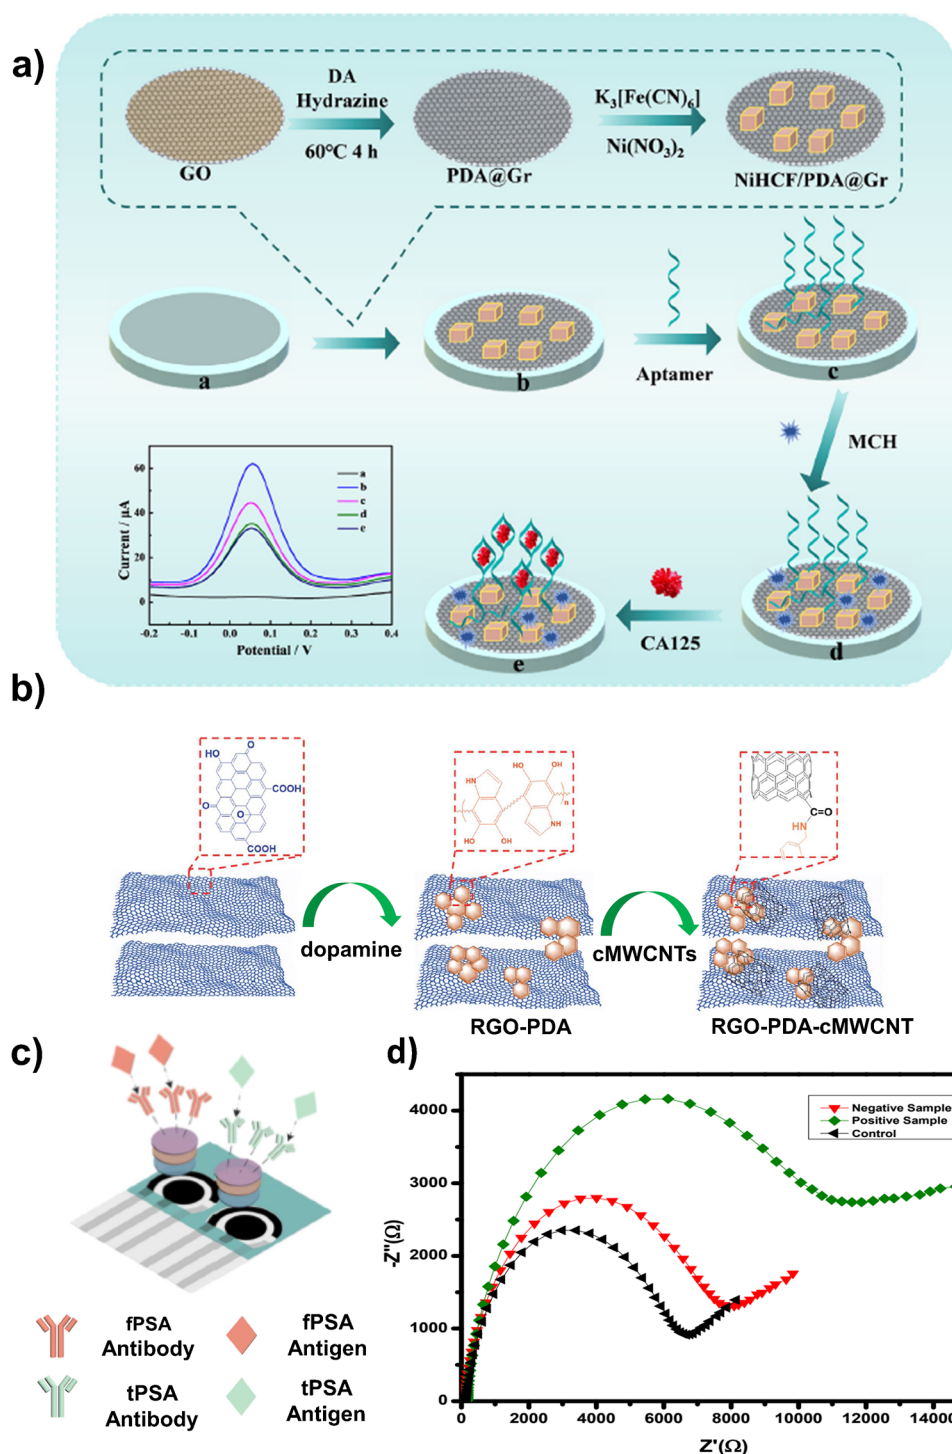 a)
DA
Hydrazine
60°C 4 h
K₃[Fe(CN)₆]
Ni(NO₃)₂
GO
PDA@Gr
NiHCF/PDA@Gr
a
b
Aptamer
c
MCH
Current / μA
60
40
20
0
a
b
c
d
e
-0.2
-0.1
0.0
0.1
0.2
0.3
0.4
Potential / V
e
CA125
d
b)
HO
O
COOH
O
O
COOH
HN
HO
OH
HO
OH
HO
OH
NH
n
C=O
HN
dopamine
cMWCNTs
RGO-PDA
RGO-PDA-cMWCNT
c)
fPSA
Antibody
fPSA
Antigen
tPSA
Antibody
tPSA
Antigen
d)
Negative Sample
Positive Sample
Control
-Z''(Ω)
4000
3000
2000
1000
0
0
2000
4000
6000
8000
10000
12000
Z'(Ω)